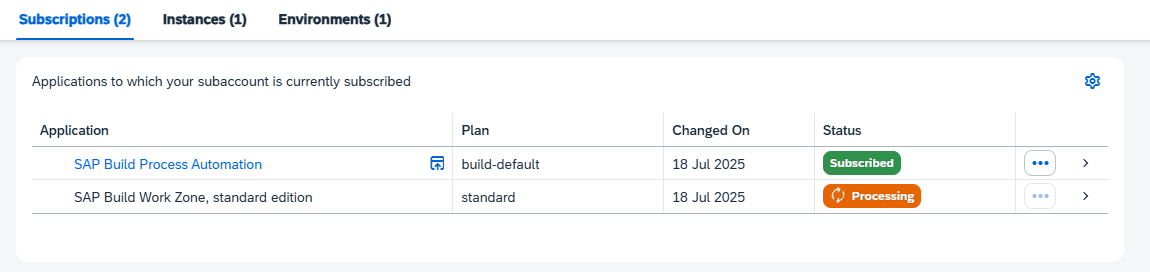 Subscriptions (2) Instances (1) Environments (1)
Applications to which your subaccount is currently subscribed
Application Plan Changed On Status
SAP Build Process Automation build-default 18 Jul 2025 Subscribed
SAP Build Work Zone, standard edition standard 18 Jul 2025 Processing